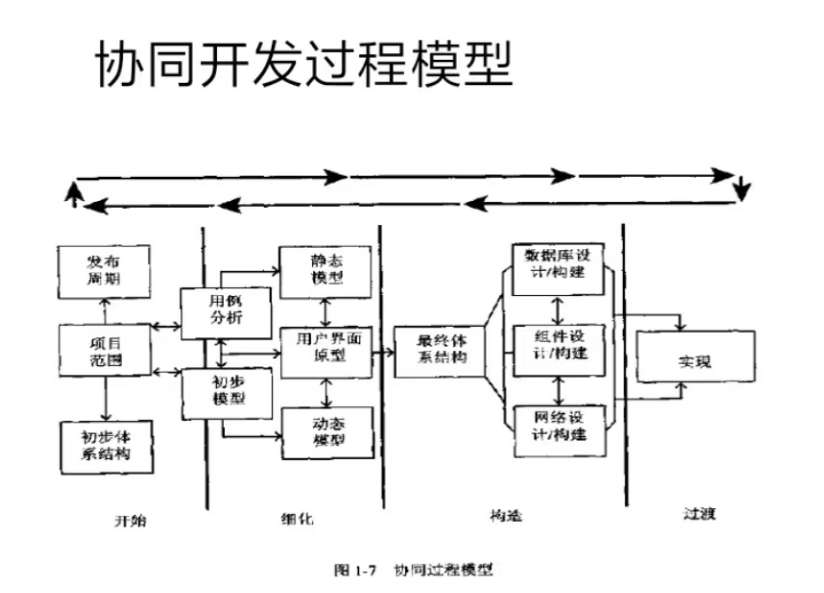 协同开发过程模型
发布
周期
项目
范围
初步体
系结构
用例
分析
初步
模型
静态
模型
用户界面
原型
动态
模型
最终体
系结构
数据库设
计/构建
组件设
计/构建
网络设
计/构建
实现
开始
细化
构造
过渡
图 1-7 协同过程模型